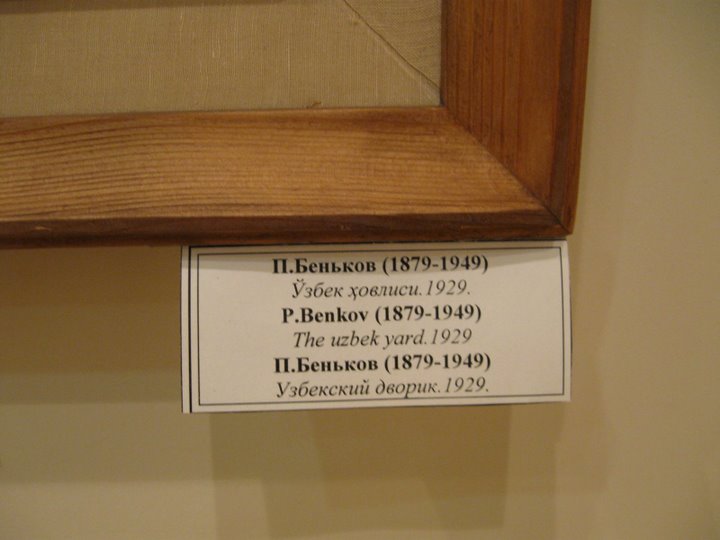 П.Беньков (1879-1949)
Ўзбек ҳовлиси.1929.
P.Benkov (1879-1949)
The uzbek yard.1929
П.Беньков (1879-1949)
Узбекский дворик.1929.